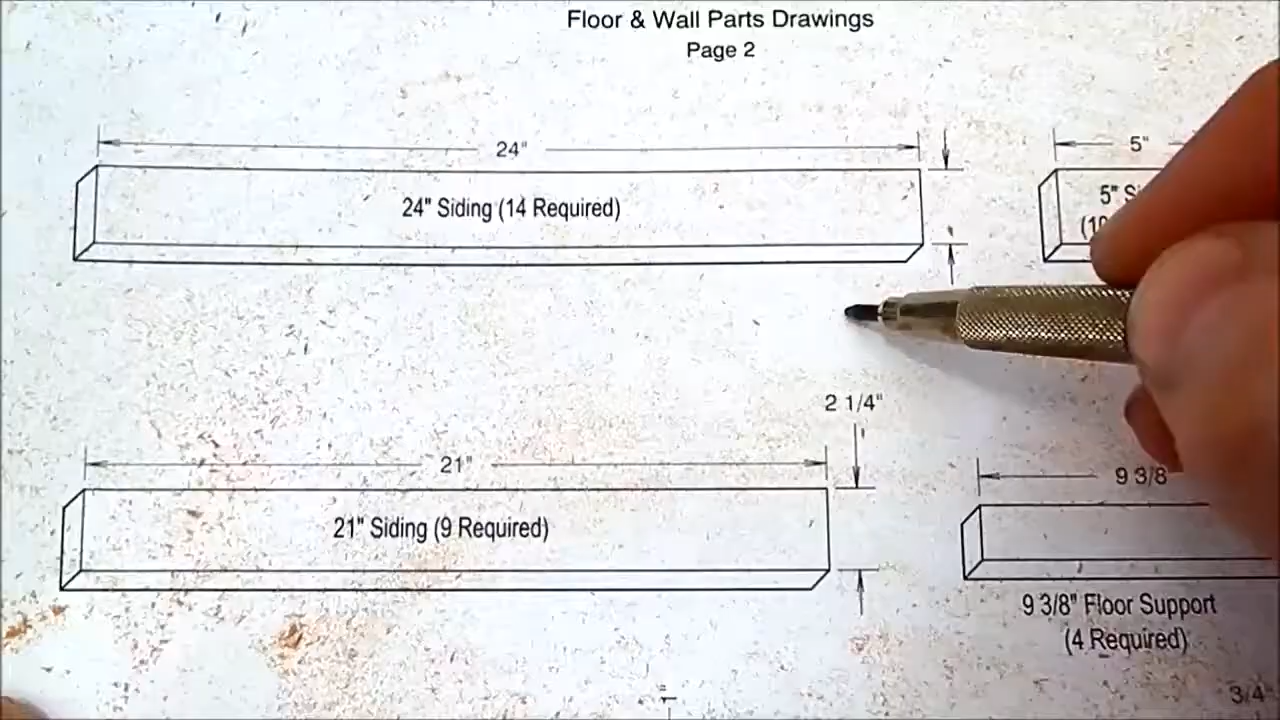 Floor & Wall Parts Drawings
Page 2
24"
24" Siding (14 Required)
5"
5"
2 1/4"
21"
21" Siding (9 Required)
9 3/8
9 3/8" Floor Support
(4 Required)
3/4"